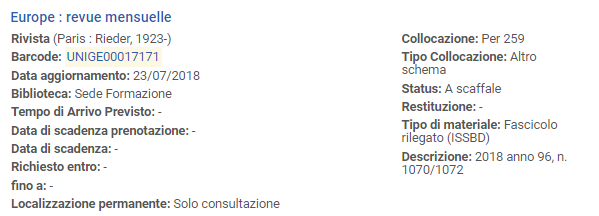 Europe : revue mensuelle
Rivista (Paris : Rieder, 1923-)
Barcode: UNIGE00017171
Data aggiornamento: 23/07/2018
Biblioteca: Sede Formazione
Tempo di Arrivo Previsto: -
Data di scadenza prenotazione: -
Data di scadenza: -
Richiesto entro: -
fino a: -
Localizzazione permanente: Solo consultazione
Collocazione: Per 259
Tipo Collocazione: Altro
schema
Status: A scaffale
Restituzione: -
Tipo di materiale: Fascicolo
rilegato (ISSBD)
Descrizione: 2018 anno 96, n.
1070/1072